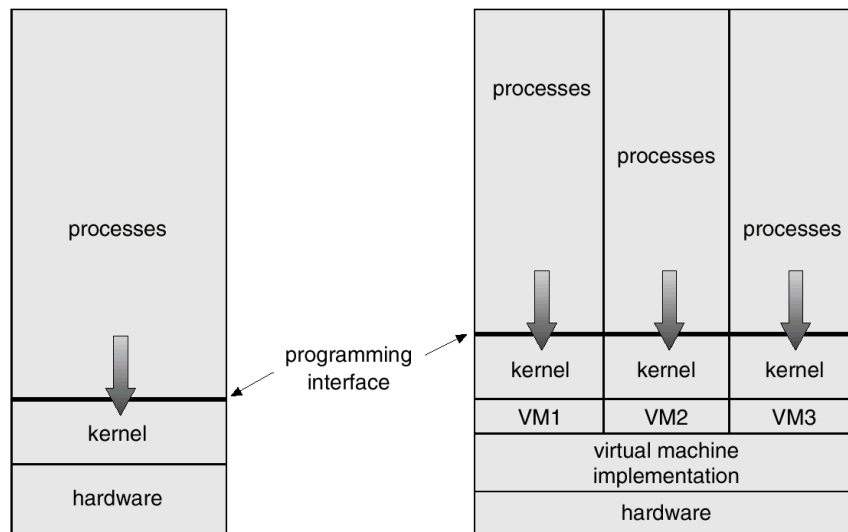 processes
kernel
hardware
programming
interface
processes
processes
processes
kernel
kernel
kernel
VM1
VM2
VM3
virtual machine
implementation
hardware